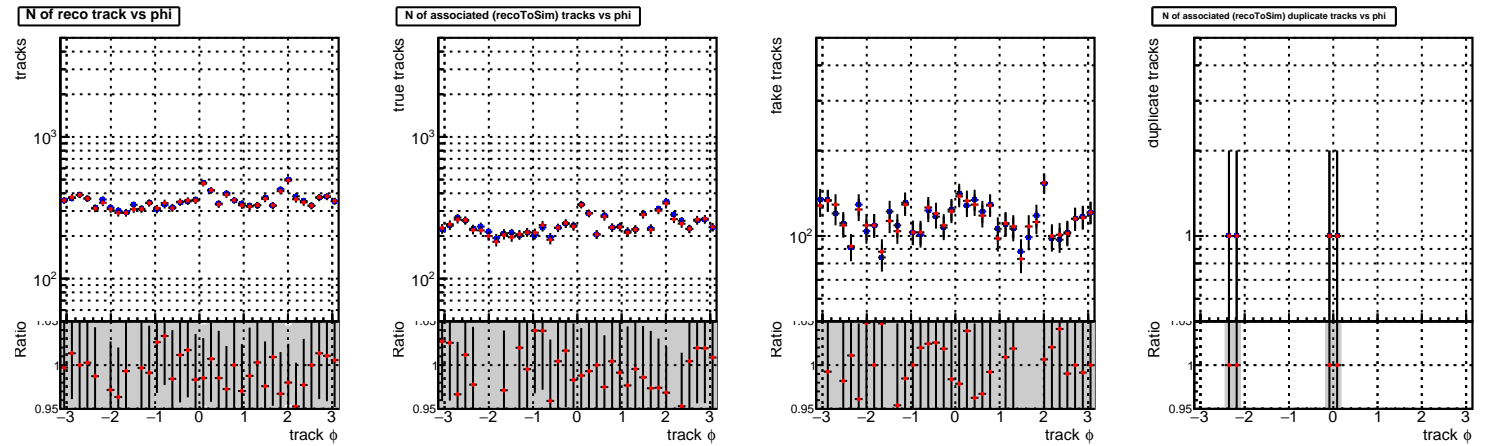 N of reco track vs phi
tracks
10³
10²
Ratio
1
0.95
−3 −2 −1 0 1 2 3
track ϕ
N of associated (recoToSim) tracks vs phi
true tracks
10³
10²
Ratio
1
0.95
−3 −2 −1 0 1 2 3
track ϕ
fake tracks
10²
Ratio
1
0.95
−3 −2 −1 0 1 2 3
track ϕ
N of associated (recoToSim) duplicate tracks vs phi
duplicate tracks
1
Ratio
1
0.95
−3 −2 −1 0 1 2 3
track ϕ